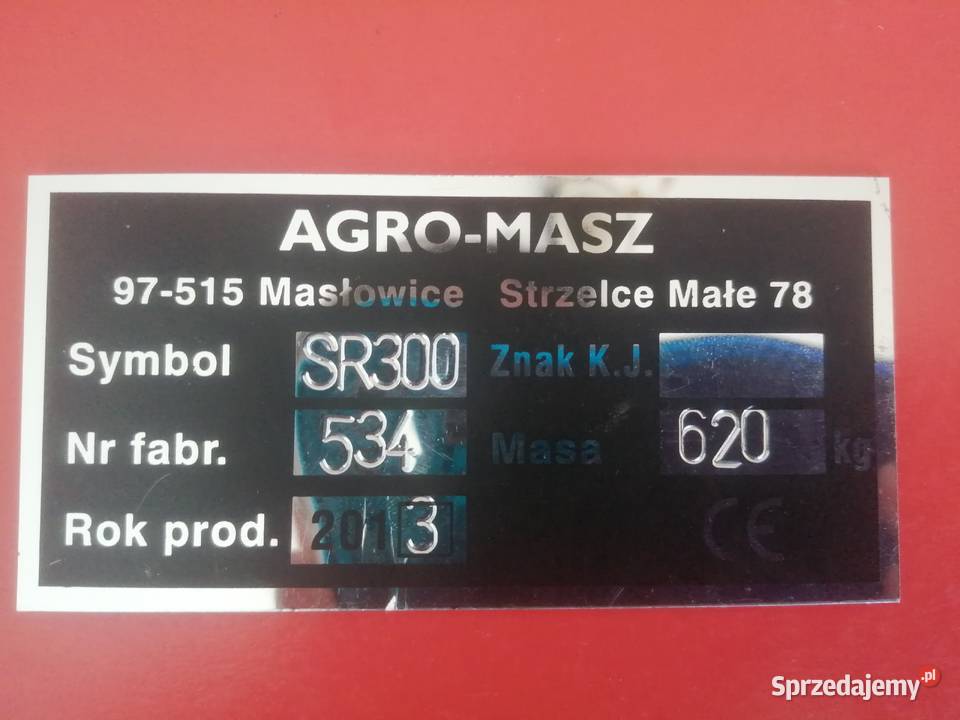 AGRO-MASZ
97-515 Masłowice Strzelce Małe 78
Symbol SR300 Znak K.J.
Nr fabr. 534 Masa 620 kg
Rok prod. 2013 CE
Sprzedajemy.pl